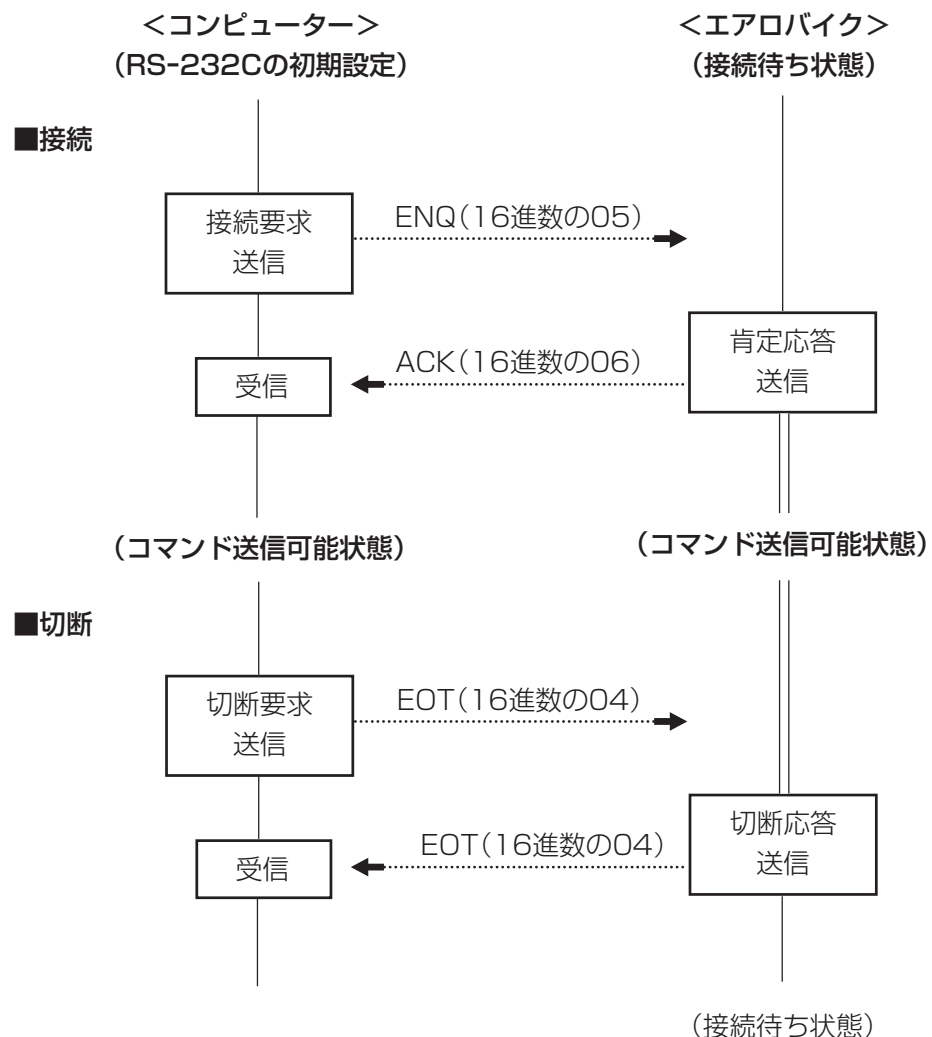 ＜コンピューター＞
（RS-232Cの初期設定）
＜エアロバイク＞
（接続待ち状態）
■接続
接続要求
送信
ENQ（16進数の05）
肯定応答
送信
ACK（16進数の06）
受信
（コマンド送信可能状態）
（コマンド送信可能状態）
■切断
切断要求
送信
EOT（16進数の04）
切断応答
送信
EOT（16進数の04）
受信
（接続待ち状態）